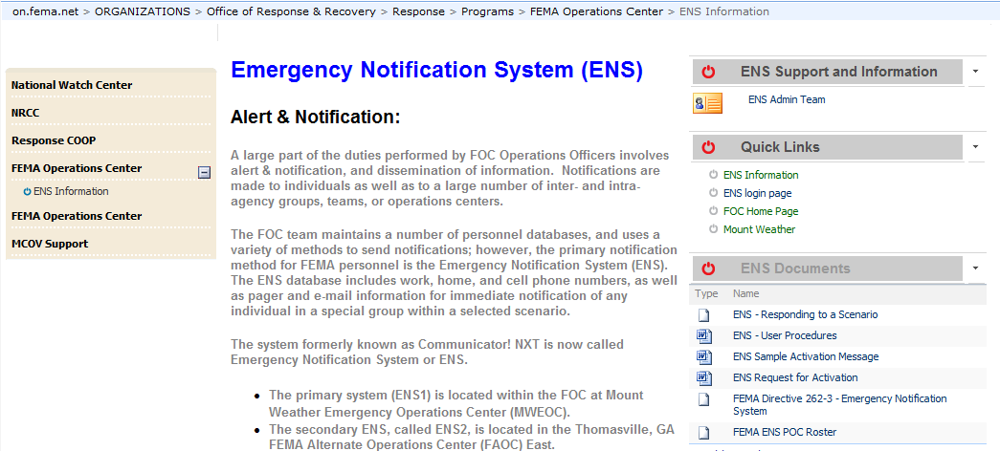 on.fema.net > ORGANIZATIONS > Office of Response & Recovery > Response > Programs > FEMA Operations Center > ENS Information
National Watch Center
NRCC
Response COOP
FEMA Operations Center
ENS Information
FEMA Operations Center
MCOV Support
Emergency Notification System (ENS)
Alert & Notification:
A large part of the duties performed by FOC Operations Officers involves
alert & notification, and dissemination of information.  Notifications are
made to individuals as well as to a large number of inter- and intra-
agency groups, teams, or operations centers.
The FOC team maintains a number of personnel databases, and uses a
variety of methods to send notifications; however, the primary notification
method for FEMA personnel is the Emergency Notification System (ENS).
The ENS database includes work, home, and cell phone numbers, as well
as pager and e-mail information for immediate notification of any
individual in a special group within a selected scenario.
The system formerly known as Communicator! NXT is now called
Emergency Notification System or ENS.
• The primary system (ENS1) is located within the FOC at Mount
Weather Emergency Operations Center (MWEOC).
• The secondary ENS, called ENS2, is located in the Thomasville, GA
FEMA Alternate Operations Center (FAOC) East.
ENS Support and Information
ENS Admin Team
Quick Links
ENS Information
ENS login page
FOC Home Page
Mount Weather
ENS Documents
Type Name
ENS - Responding to a Scenario
ENS - User Procedures
ENS Sample Activation Message
ENS Request for Activation
FEMA Directive 262-3 - Emergency Notification
System
FEMA ENS POC Roster